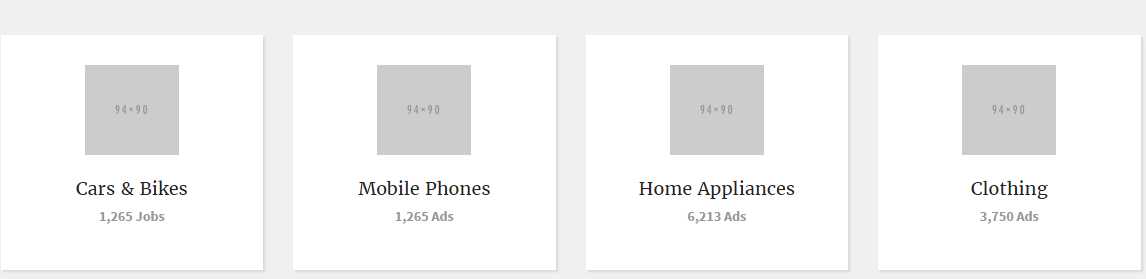 94×90 94×90 94×90 94×90
Cars & Bikes Mobile Phones Home Appliances Clothing
1,265 Jobs 1,265 Ads 6,213 Ads 3,750 Ads